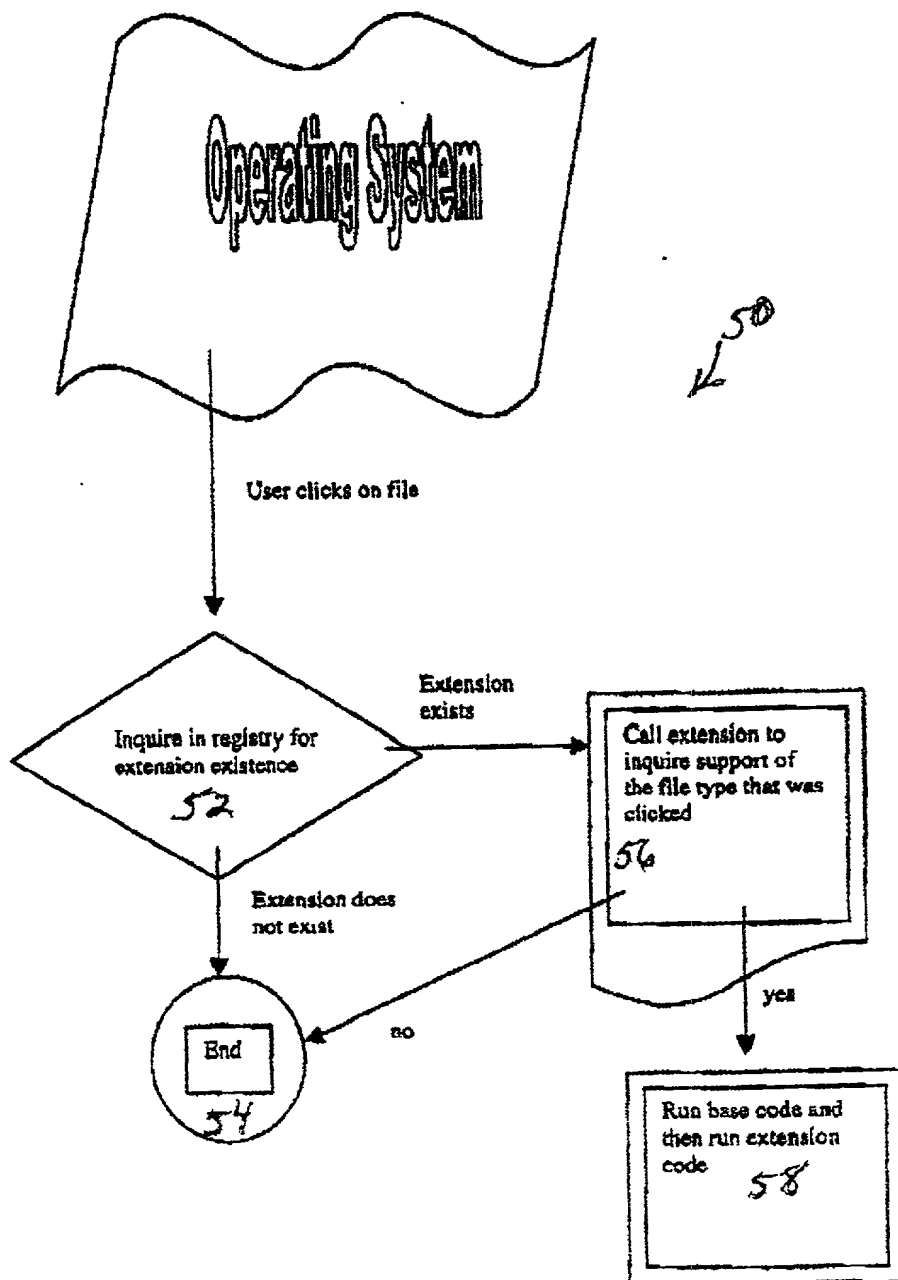 Operating System
50
User clicks on file
Extension
exists
Inquire in registry for
extension existence
52
Call extension to
inquire support of
the file type that was
clicked
56
Extension does
not exist
yes
no
End
54
Run base code and
then run extension
code
58